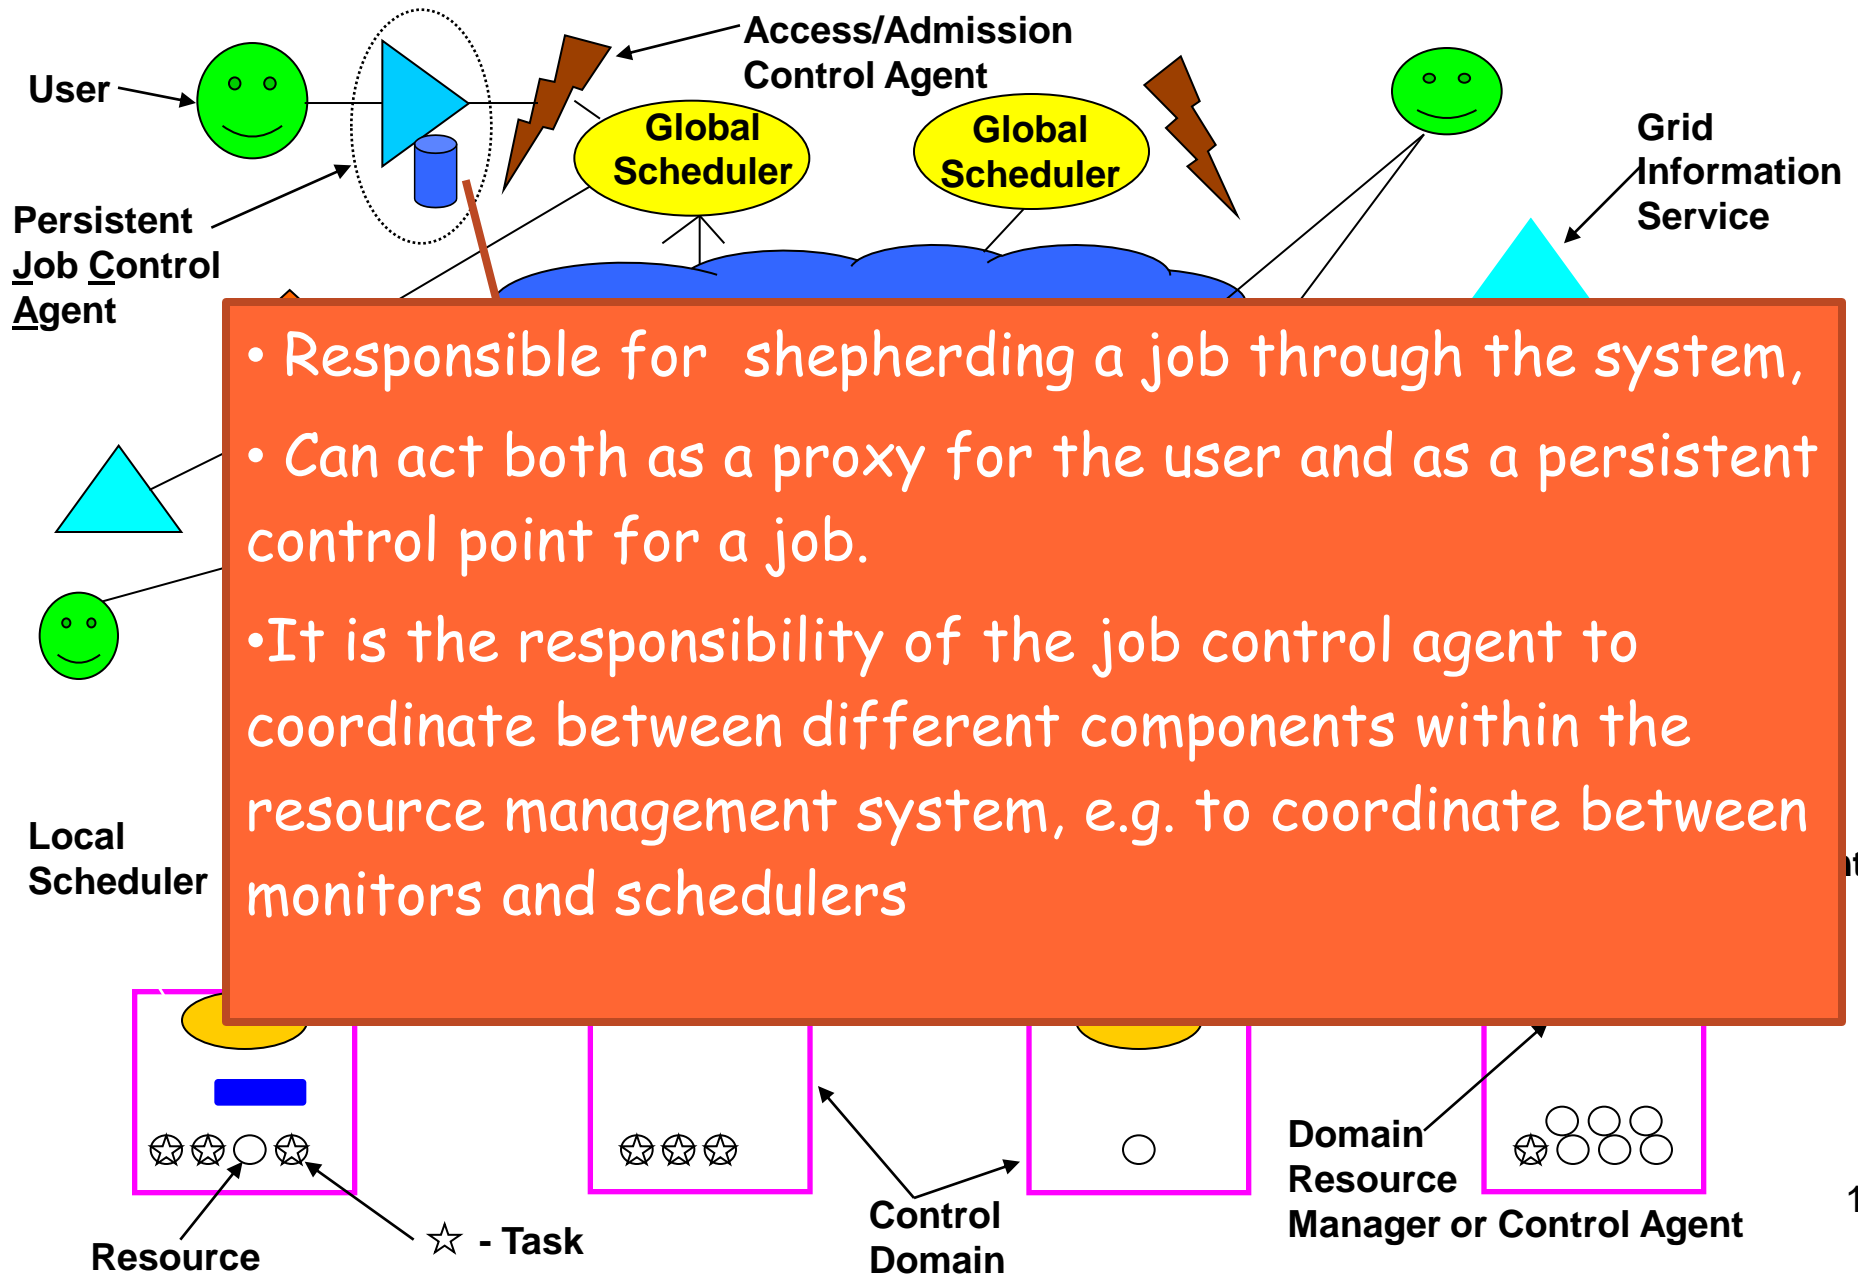 User
Access/Admission
Control Agent
Global
Scheduler
Global
Scheduler
Grid
Information
Service
Persistent
Job Control
Agent
• Responsible for shepherding a job through the system,
• Can act both as a proxy for the user and as a persistent
control point for a job.
•It is the responsibility of the job control agent to
coordinate between different components within the
resource management system, e.g. to coordinate between
monitors and schedulers
Local
Scheduler
Domain
Resource
Manager or Control Agent
Control
Domain
☆ - Task
Resource